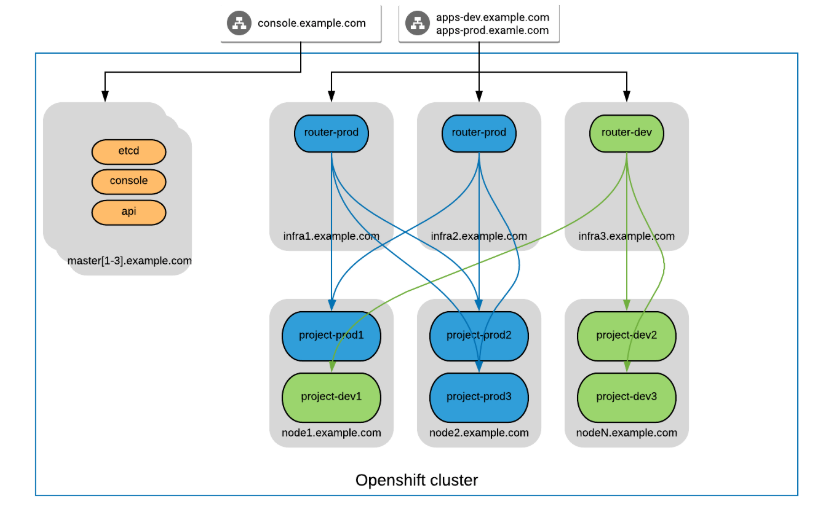 console.example.com
apps-dev.example.com
apps-prod.examle.com
etcd
console
api
master[1-3].example.com
router-prod
infra1.example.com
router-prod
infra2.example.com
router-dev
infra3.example.com
project-prod1
project-dev1
node1.example.com
project-prod2
project-prod3
node2.example.com
project-dev2
project-dev3
nodeN.example.com
Openshift cluster